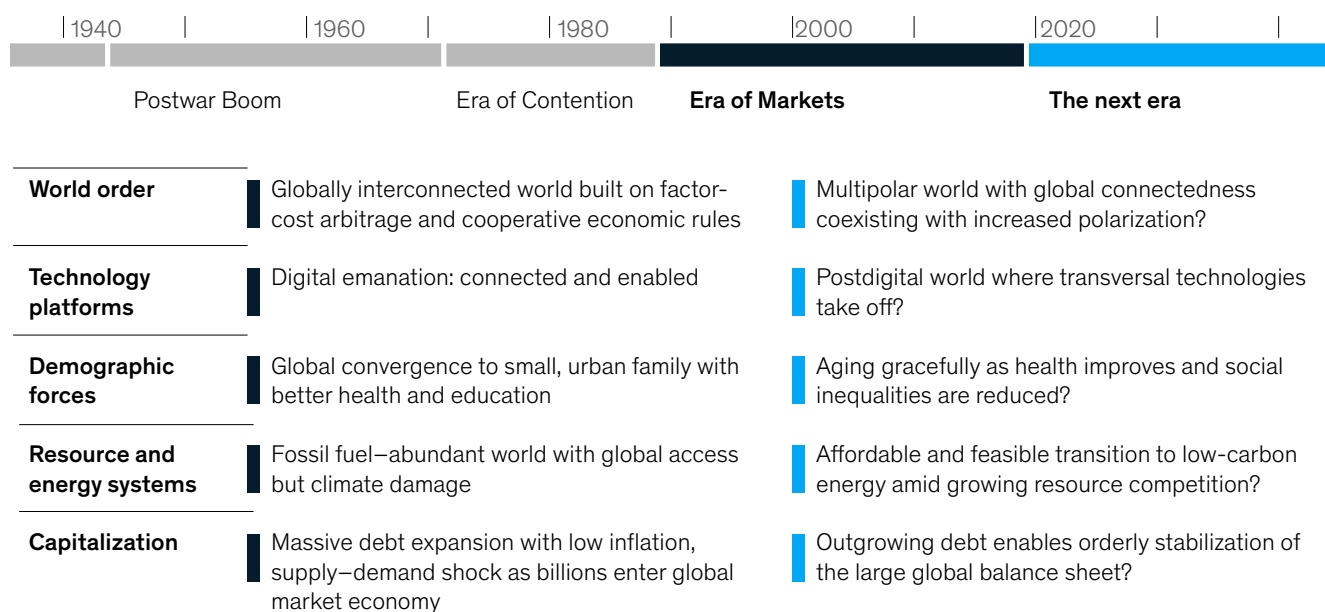 1940 1960 1980 2000 2020
Postwar Boom Era of Contention Era of Markets The next era
World order
Globally interconnected world built on factor-
cost arbitrage and cooperative economic rules
Multipolar world with global connectedness
coexisting with increased polarization?
Technology
platforms
Digital emanation: connected and enabled
Postdigital world where transversal technologies
take off?
Demographic
forces
Global convergence to small, urban family with
better health and education
Aging gracefully as health improves and social
inequalities are reduced?
Resource and
energy systems
Fossil fuel–abundant world with global access
but climate damage
Affordable and feasible transition to low-carbon
energy amid growing resource competition?
Capitalization
Massive debt expansion with low inflation,
supply–demand shock as billions enter global
market economy
Outgrowing debt enables orderly stabilization of
the large global balance sheet?